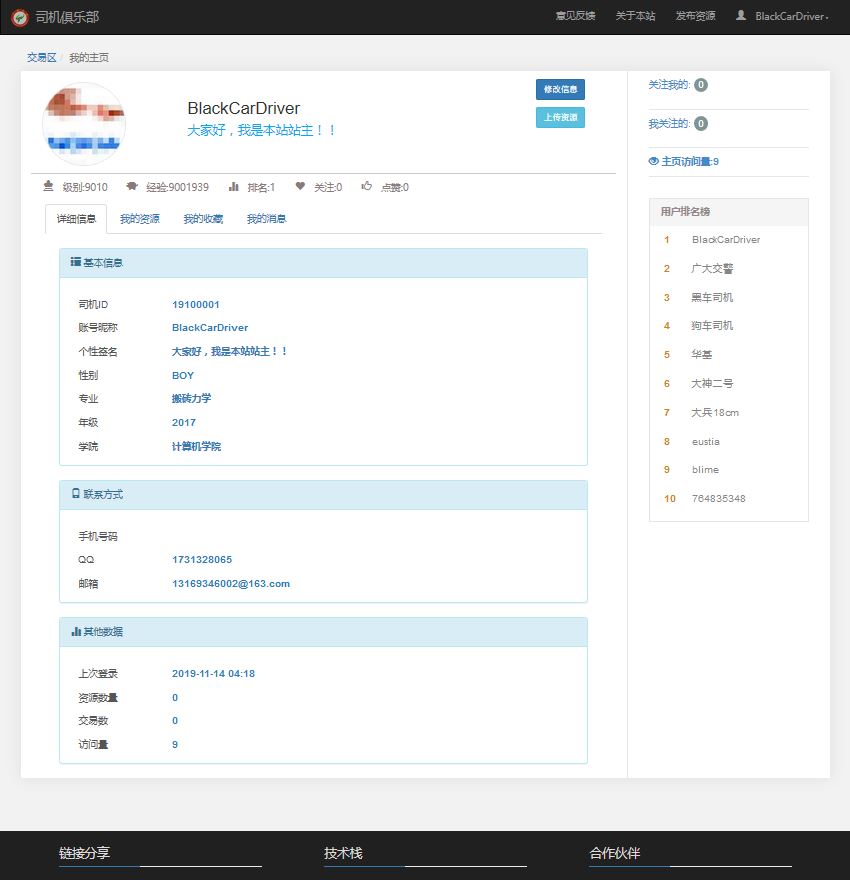 司机俱乐部 意见反馈 关于本站 发布资源 BlackCarDriver
交易区 / 我的主页
BlackCarDriver
大家好，我是本站站主！！
修改信息
上传资源
级别:9010 经验:9001939 排名:1 关注:0 点赞:0
详细信息 我的资源 我的收藏 我的消息
基本信息
司机ID 19100001
账号昵称 BlackCarDriver
个性签名 大家好，我是本站站主！！
性别 BOY
专业 搬砖力学
年级 2017
学院 计算机学院
联系方式
手机号码
QQ 1731328065
邮箱 13169346002@163.com
其他数据
上次登录 2019-11-14 04:18
资源数量 0
交易数 0
访问量 9
关注我的: 0
我关注的: 0
主页访问量:9
用户排名榜
1 BlackCarDriver
2 广大交警
3 黑车司机
4 狗车司机
5 华基
6 大神二号
7 大兵18cm
8 eustia
9 blime
10 764835348
链接分享 技术栈 合作伙伴